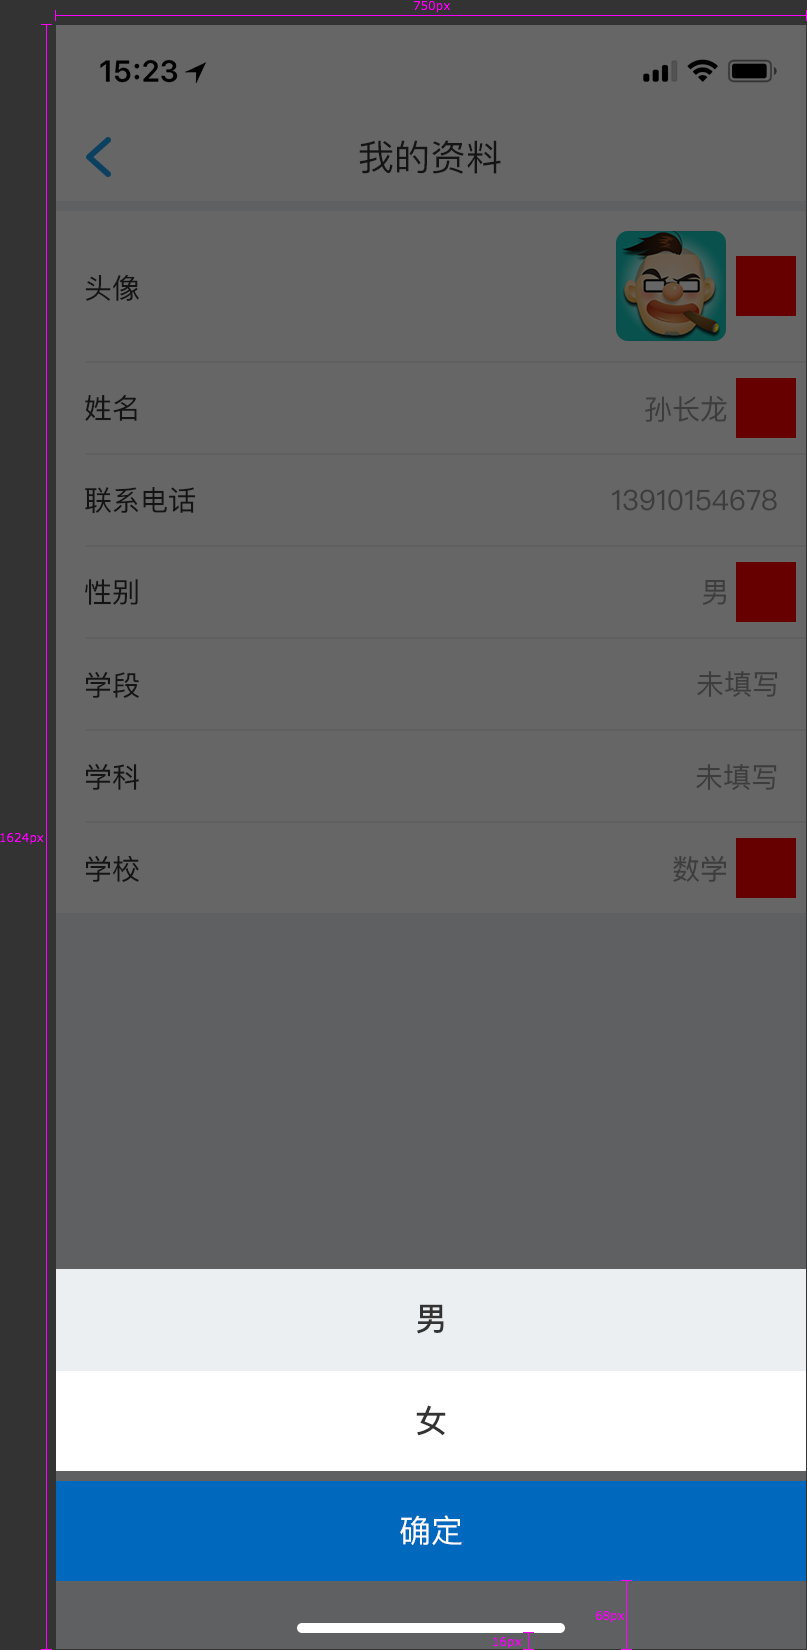 750px
15:23
我的资料
头像
姓名 孙长龙
联系电话 13910154678
性别 男
学段 未填写
学科 未填写
1624px
学校 数学
男
女
确定
68px
16px